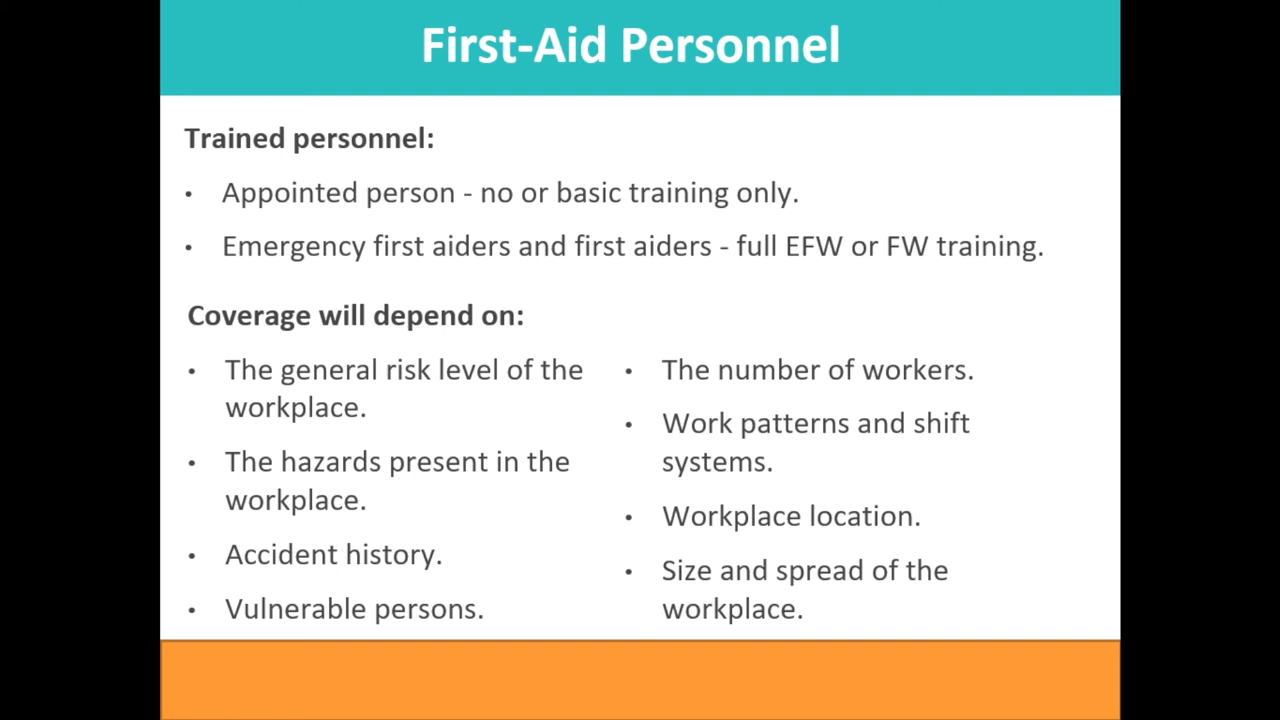 First-Aid Personnel
Trained personnel:
• Appointed person - no or basic training only.
• Emergency first aiders and first aiders - full EFW or FW training.
Coverage will depend on:
• The general risk level of the
workplace.
• The hazards present in the
workplace.
• Accident history.
• Vulnerable persons.
• The number of workers.
• Work patterns and shift
systems.
• Workplace location.
• Size and spread of the
workplace.